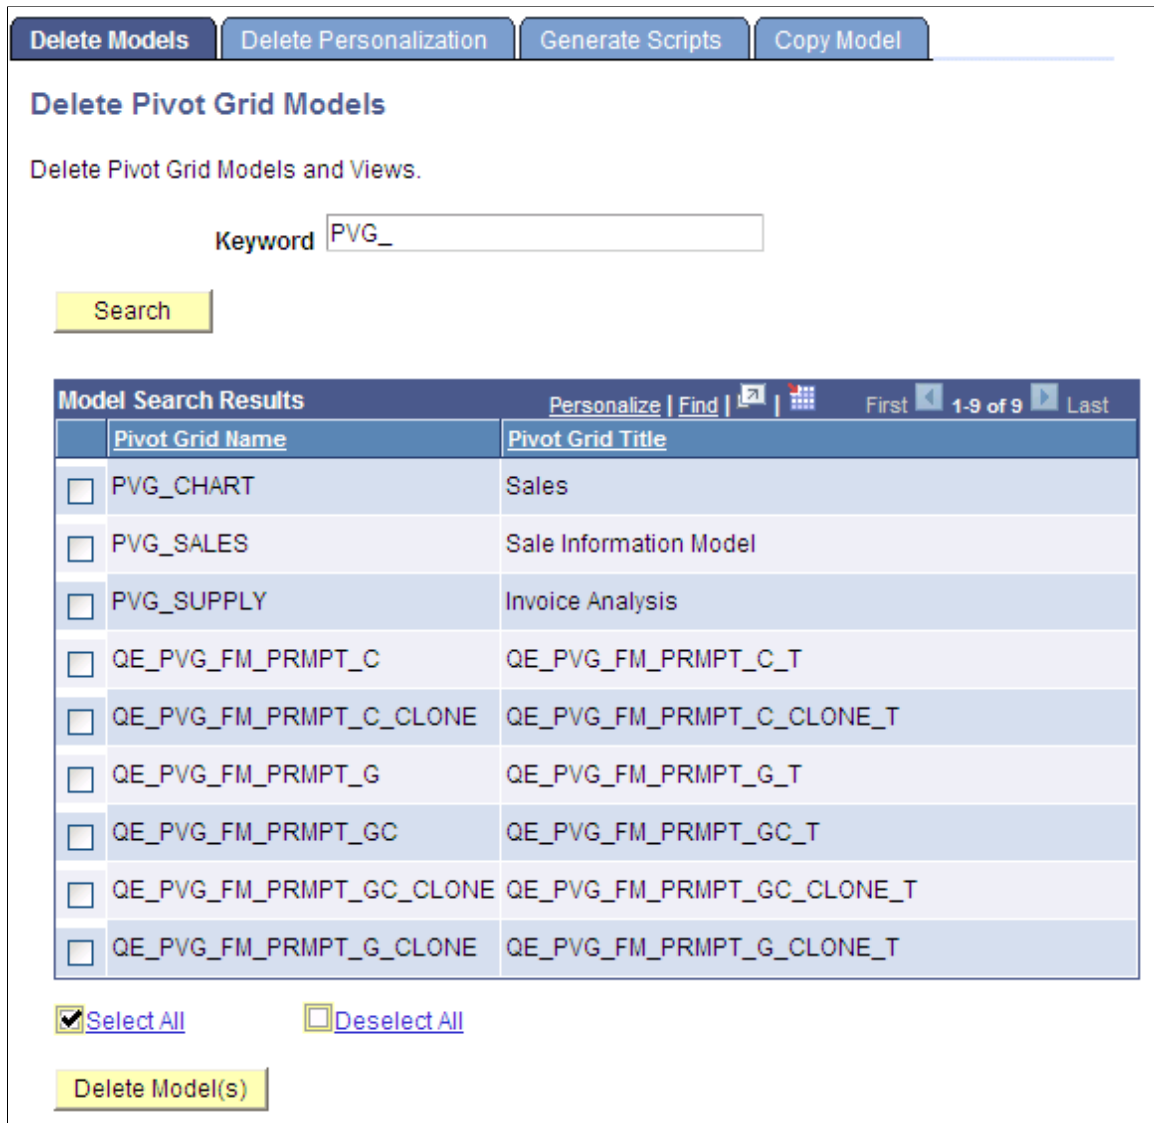 Delete Models Delete Personalization Generate Scripts Copy Model
Delete Pivot Grid Models
Delete Pivot Grid Models and Views.
Keyword PVG_
Search
Model Search Results Personalize | Find | | First 1-9 of 9 Last
Pivot Grid Name Pivot Grid Title
PVG_CHART Sales
PVG_SALES Sale Information Model
PVG_SUPPLY Invoice Analysis
QE_PVG_FM_PRMPT_C QE_PVG_FM_PRMPT_C_T
QE_PVG_FM_PRMPT_C_CLONE QE_PVG_FM_PRMPT_C_CLONE_T
QE_PVG_FM_PRMPT_G QE_PVG_FM_PRMPT_G_T
QE_PVG_FM_PRMPT_GC QE_PVG_FM_PRMPT_GC_T
QE_PVG_FM_PRMPT_GC_CLONE QE_PVG_FM_PRMPT_GC_CLONE_T
QE_PVG_FM_PRMPT_G_CLONE QE_PVG_FM_PRMPT_G_CLONE_T
Select All Deselect All
Delete Model(s)